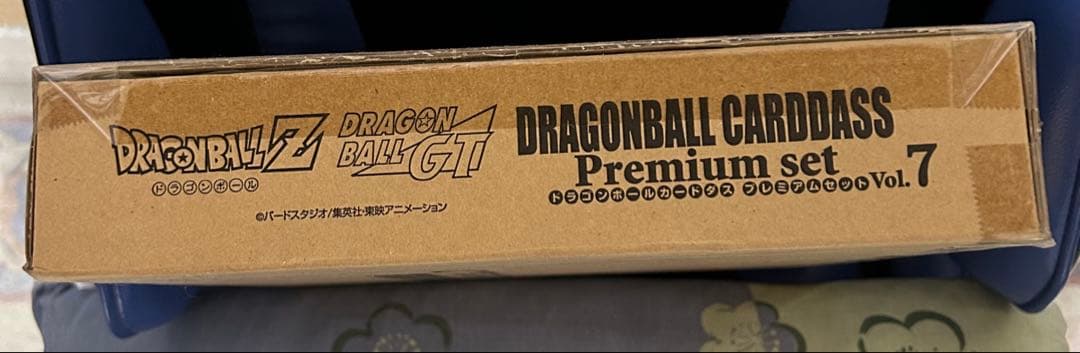 DRAGONBALL Z
ドラゴンボール
DRAGON
BALL GT
©バードスタジオ/集英社・東映アニメーション
DRAGONBALL CARDDASS
Premium set
ドラゴンボールカードダス プレミアムセット Vol.7